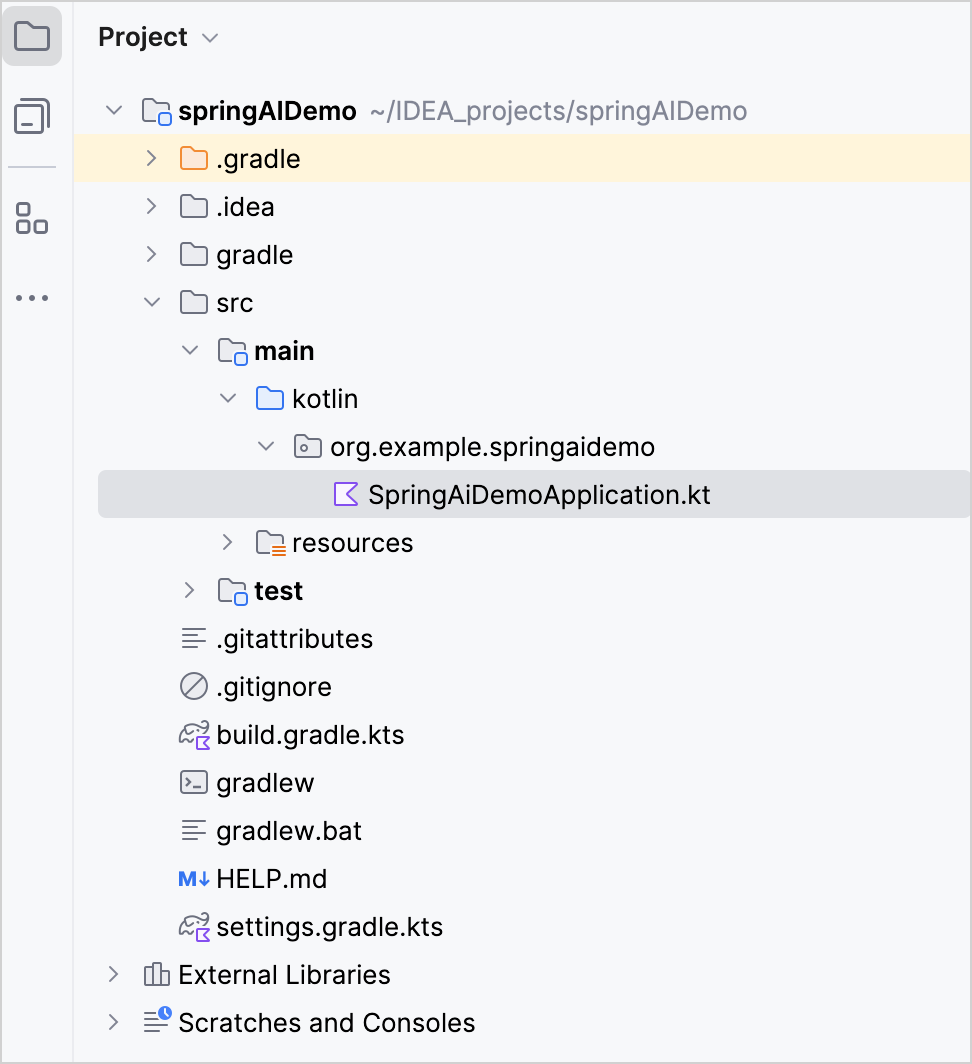 Project
springAIDemo ~/IDEA_projects/springAIDemo
.gradle
.idea
gradle
src
main
kotlin
org.example.springaidemo
SpringAiDemoApplication.kt
resources
test
.gitattributes
.gitignore
build.gradle.kts
gradlew
gradlew.bat
M↓ HELP.md
settings.gradle.kts
External Libraries
Scratches and Consoles